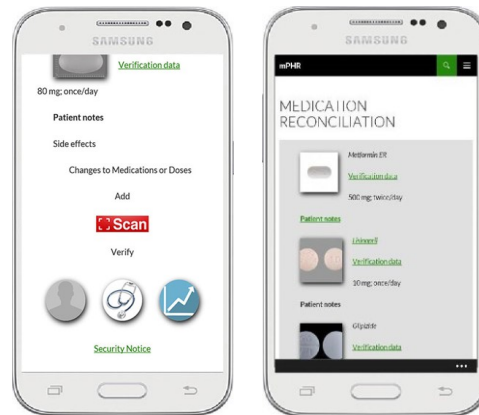 SAMSUNG
Verification data
80 mg; once/day
Patient notes
Side effects
Changes to Medications or Doses
Add
Scan
Verify
Security Notice
SAMSUNG
mPHR
MEDICATION
RECONCILIATION
Metformin ER
Verification data
500 mg; twice/day
Patient notes
Lisinopril
Verification data
10 mg; once/day
Patient notes
Glipizide
Verification data